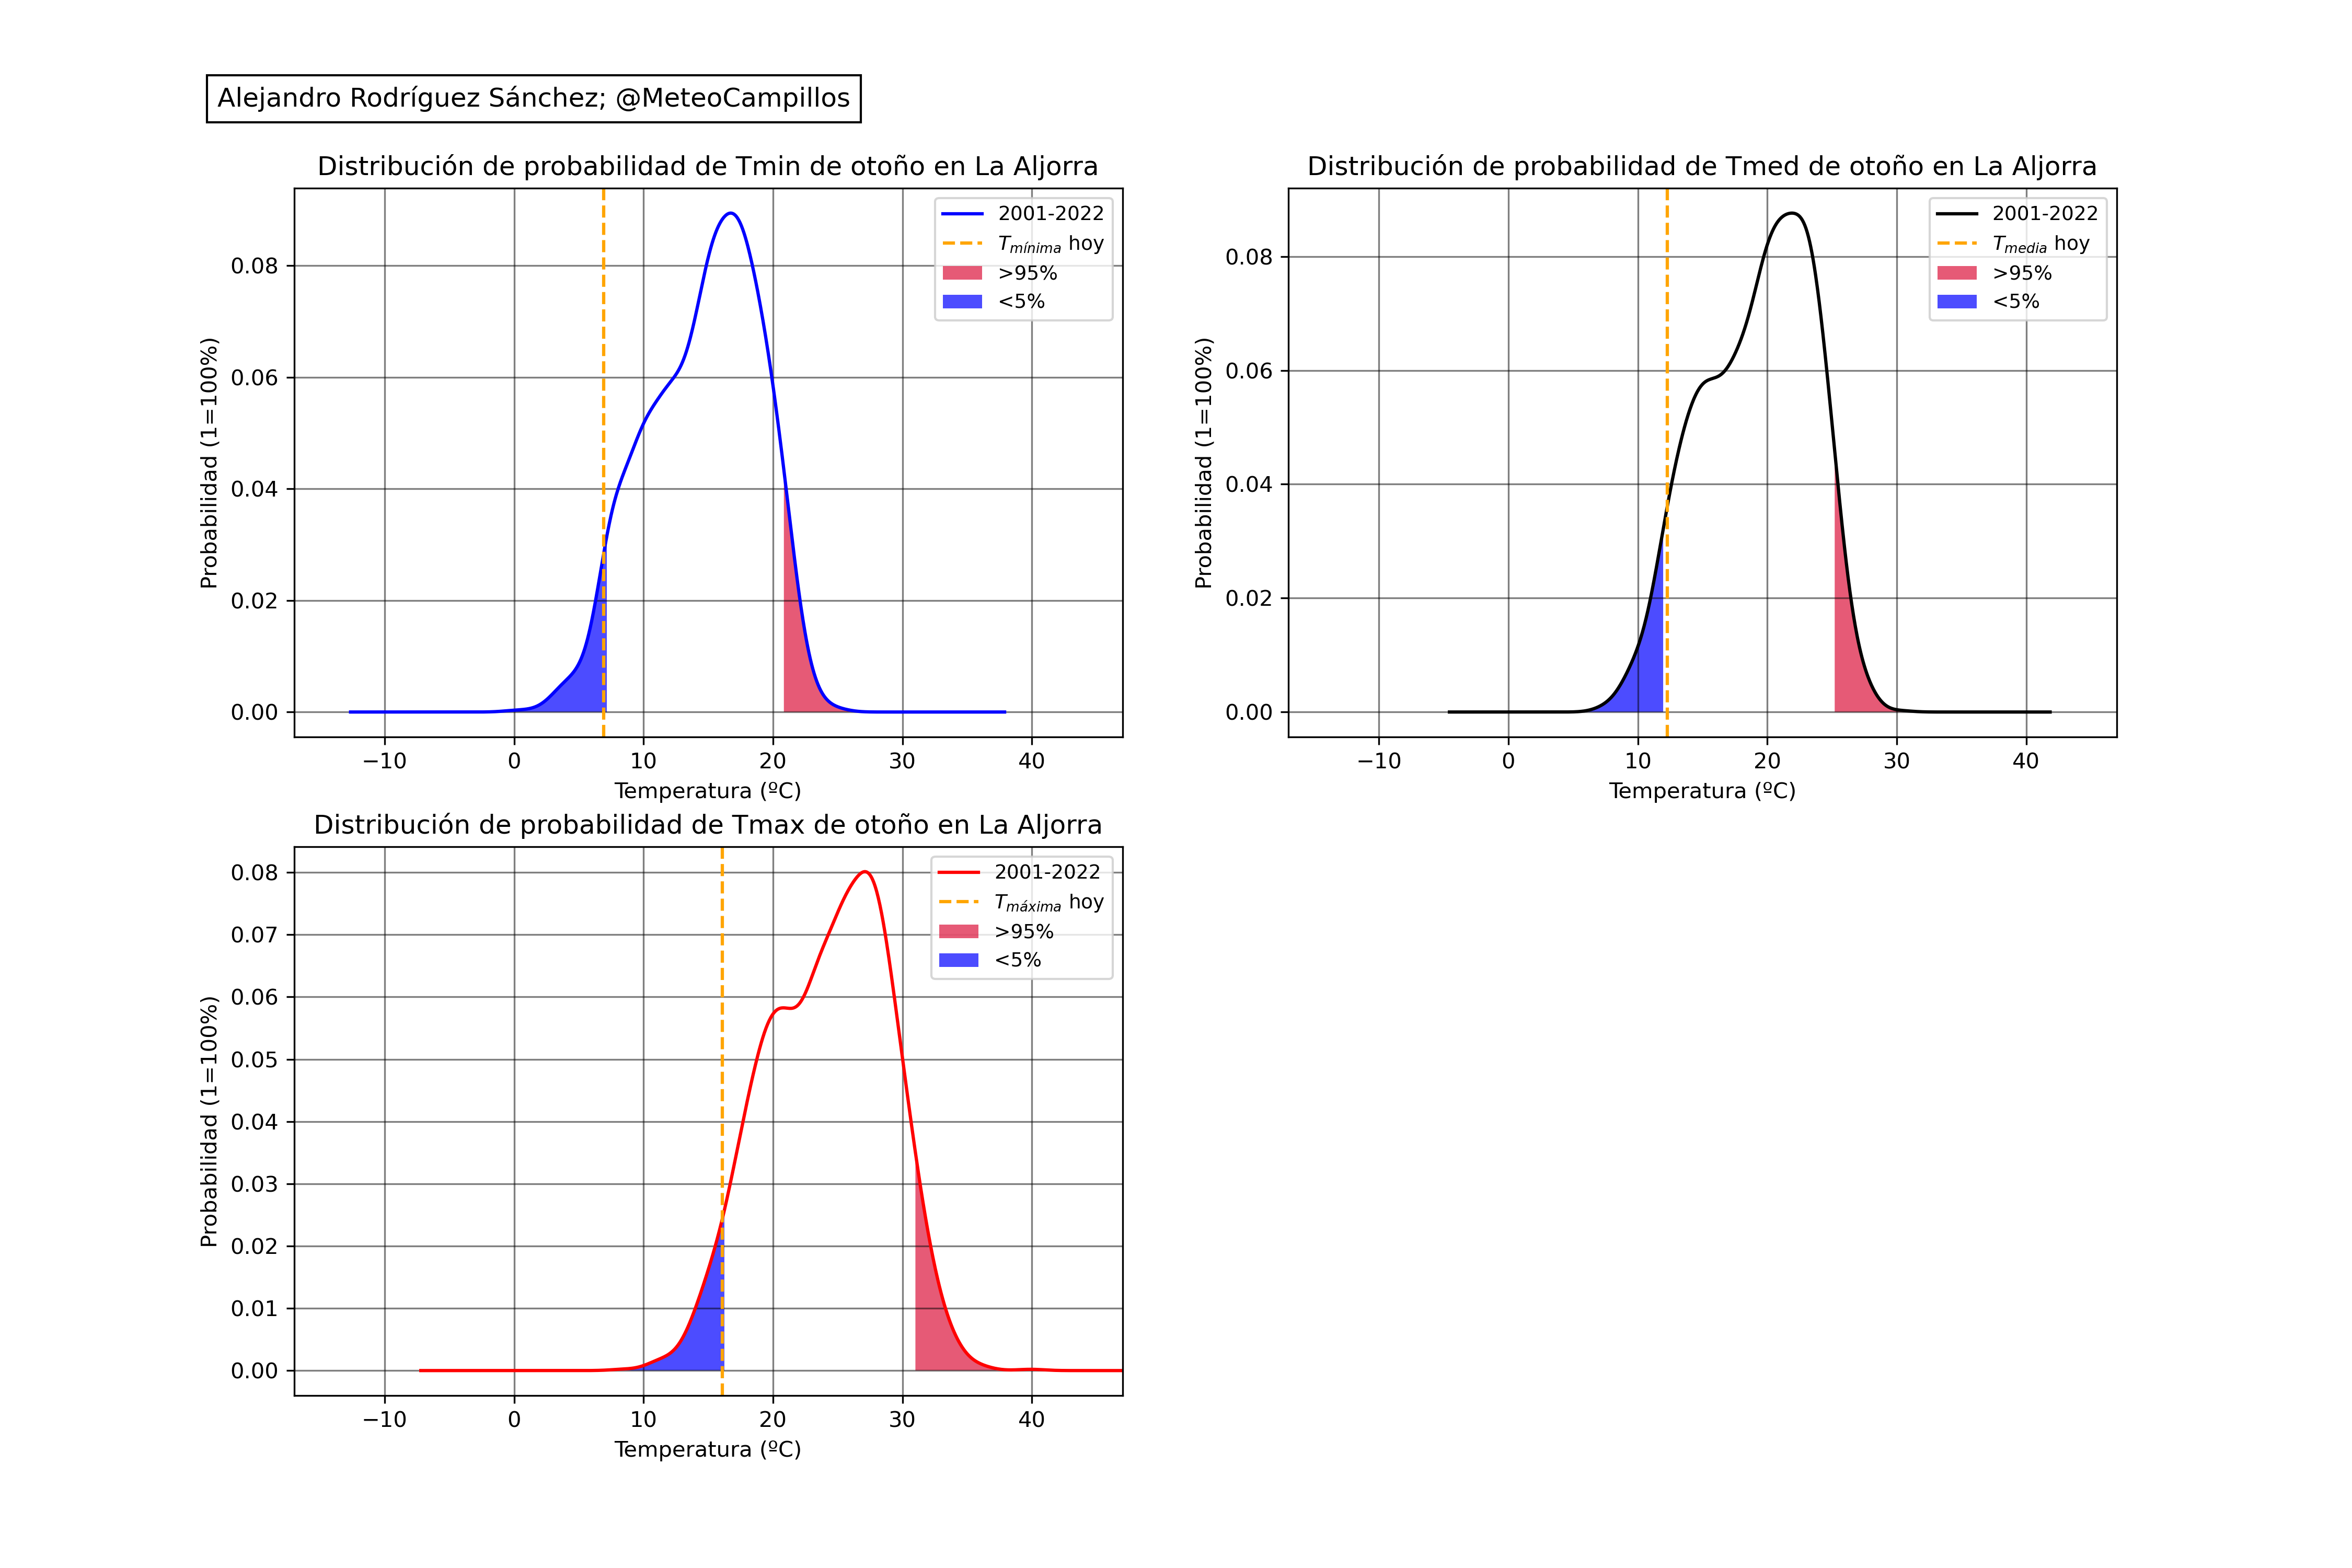 Alejandro Rodríguez Sánchez; @MeteoCampillos
Distribución de probabilidad de Tmin de otoño en La Aljorra
Probabilidad (1=100%)
0.08
0.06
0.04
0.02
0.00
2001-2022
Tmínima hoy
>95%
<5%
−10 0 10 20 30 40
Temperatura (ºC)
Distribución de probabilidad de Tmed de otoño en La Aljorra
Probabilidad (1=100%)
0.08
0.06
0.04
0.02
0.00
2001-2022
Tmedia hoy
>95%
<5%
−10 0 10 20 30 40
Temperatura (ºC)
Distribución de probabilidad de Tmax de otoño en La Aljorra
Probabilidad (1=100%)
0.08
0.07
0.06
0.05
0.04
0.03
0.02
0.01
0.00
2001-2022
Tmáxima hoy
>95%
<5%
−10 0 10 20 30 40
Temperatura (ºC)